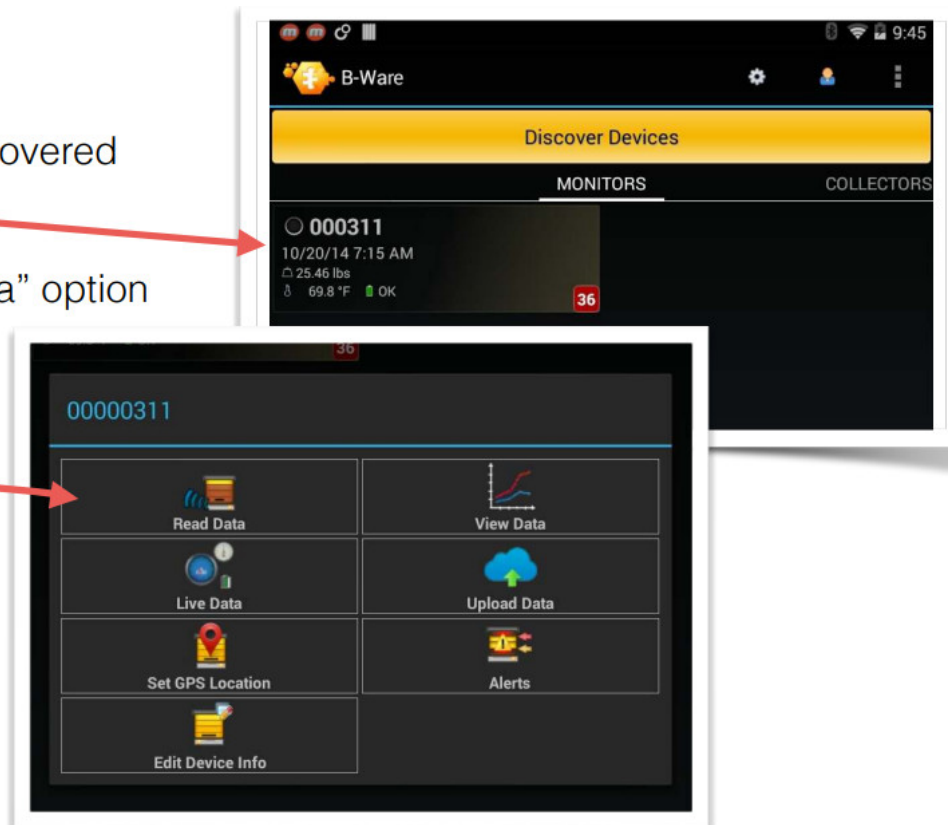 overed
a” option
9:45
B-Ware
Discover Devices
MONITORS COLLECTORS
000311
10/20/14 7:15 AM
25.46 lbs
69.8 °F OK
36
36
00000311
Read Data View Data
Live Data Upload Data
Set GPS Location Alerts
Edit Device Info